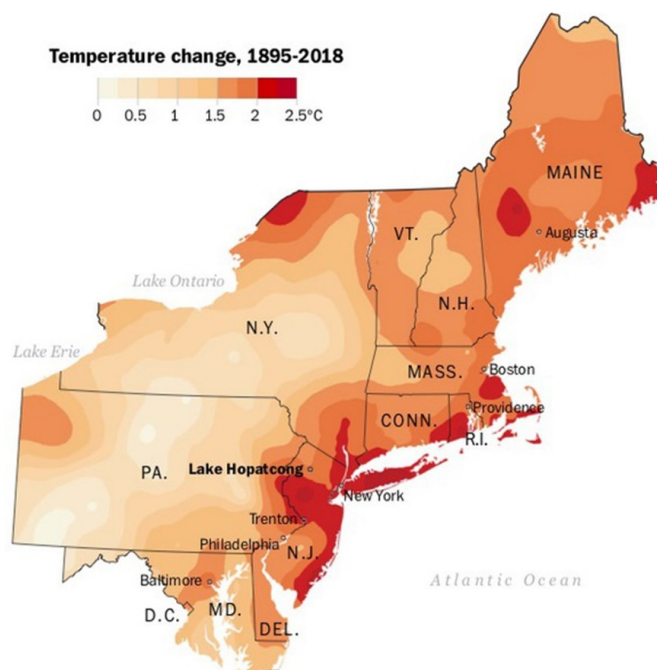 Temperature change, 1895-2018
0 0.5 1 1.5 2 2.5°C
MAINE
Augusta
VT.
Lake Ontario
N.H.
N.Y.
Lake Erie
MASS.
Boston
Providence
CONN.
R.I.
PA.
Lake Hopatcong
New York
Trenton
Philadelphia
N.J.
Baltimore
Atlantic Ocean
D.C.
MD.
DEL.